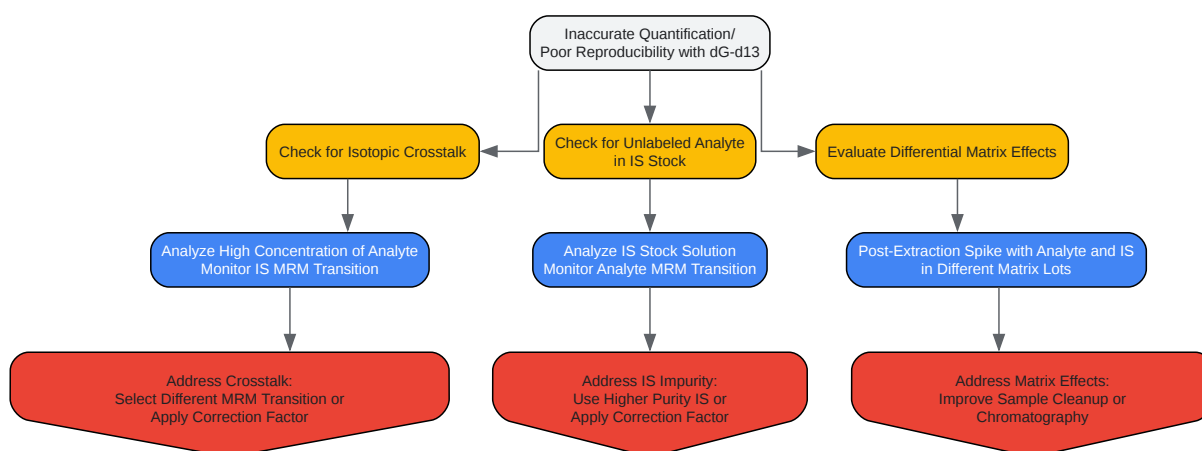 Inaccurate Quantification/
Poor Reproducibility with dG-d13
Check for Isotopic Crosstalk
Check for Unlabeled Analyte
in IS Stock
Evaluate Differential Matrix Effects
Analyze High Concentration of Analyte
Monitor IS MRM Transition
Analyze IS Stock Solution
Monitor Analyte MRM Transition
Post-Extraction Spike with Analyte and IS
in Different Matrix Lots
Address Crosstalk:
Select Different MRM Transition or
Apply Correction Factor
Address IS Impurity:
Use Higher Purity IS or
Apply Correction Factor
Address Matrix Effects:
Improve Sample Cleanup or
Chromatography